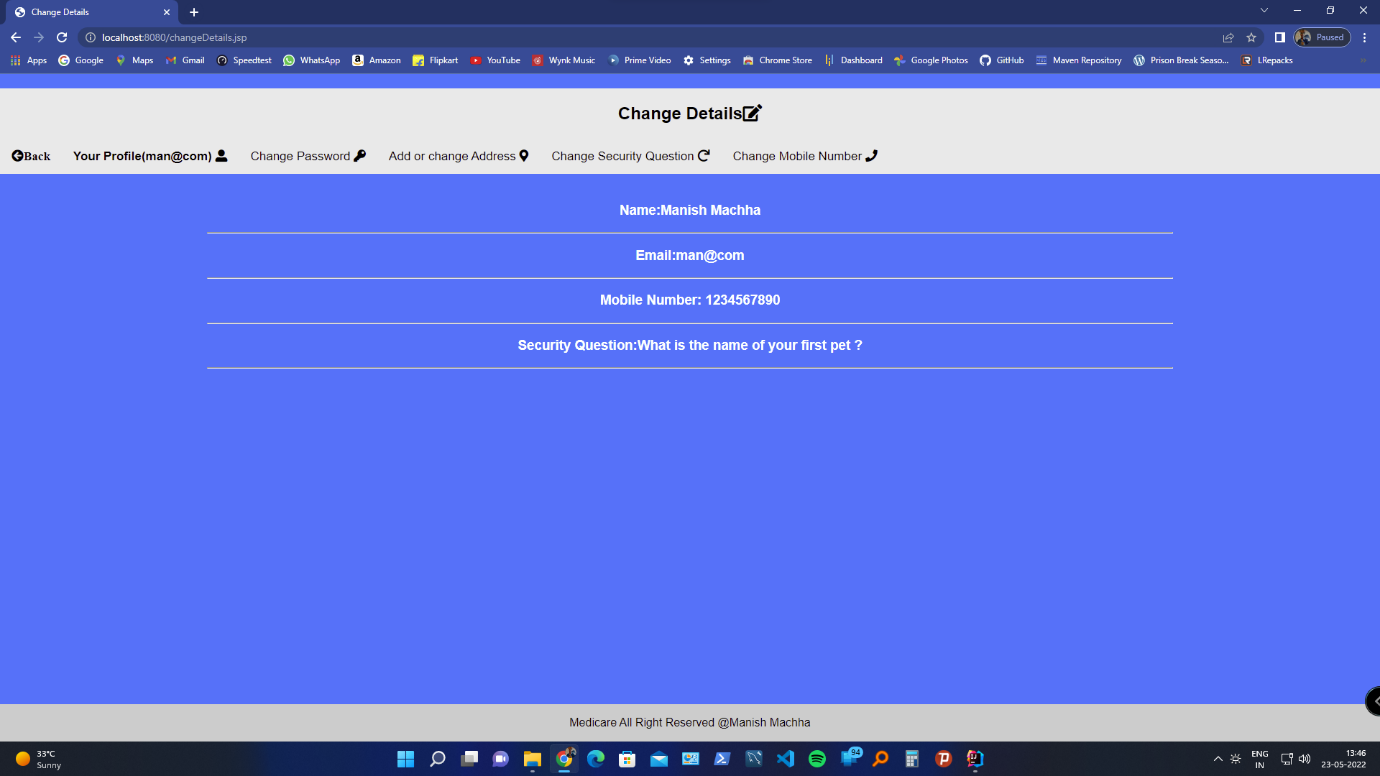 Change Details
localhost:8080/changeDetails.jsp
Paused
Apps Google Maps Gmail Speedtest WhatsApp Amazon Flipkart YouTube Wynk Music Prime Video Settings Chrome Store Dashboard Google Photos GitHub Maven Repository Prison Break Seaso... LRepacks
Change Details
Back Your Profile(man@com) Change Password Add or change Address Change Security Question Change Mobile Number
Name:Manish Machha
Email:man@com
Mobile Number: 1234567890
Security Question:What is the name of your first pet ?
Medicare All Right Reserved @Manish Machha
33°C
Sunny
94
ENG
IN
13:46
23-05-2022